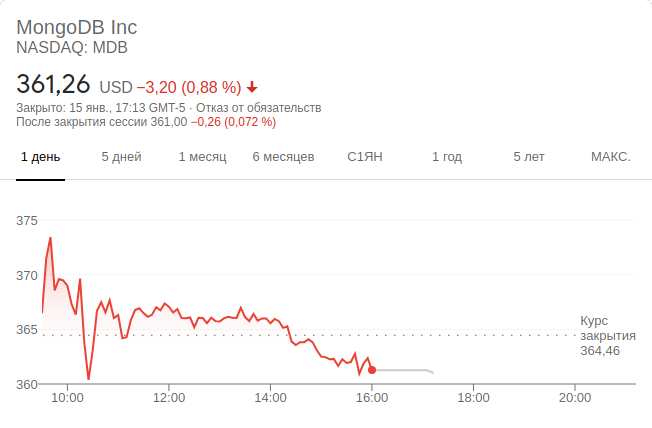 MongoDB Inc
NASDAQ: MDB
361,26 USD −3,20 (0,88 %)
Закрыто: 15 янв., 17:13 GMT-5 · Отказ от обязательств
После закрытия сессии 361,00 −0,26 (0,072 %)
1 день 5 дней 1 месяц 6 месяцев С1ЯН 1 год 5 лет МАКС.
375
370
365
Курс
закрытия
364,46
360
10:00 12:00 14:00 16:00 18:00 20:00